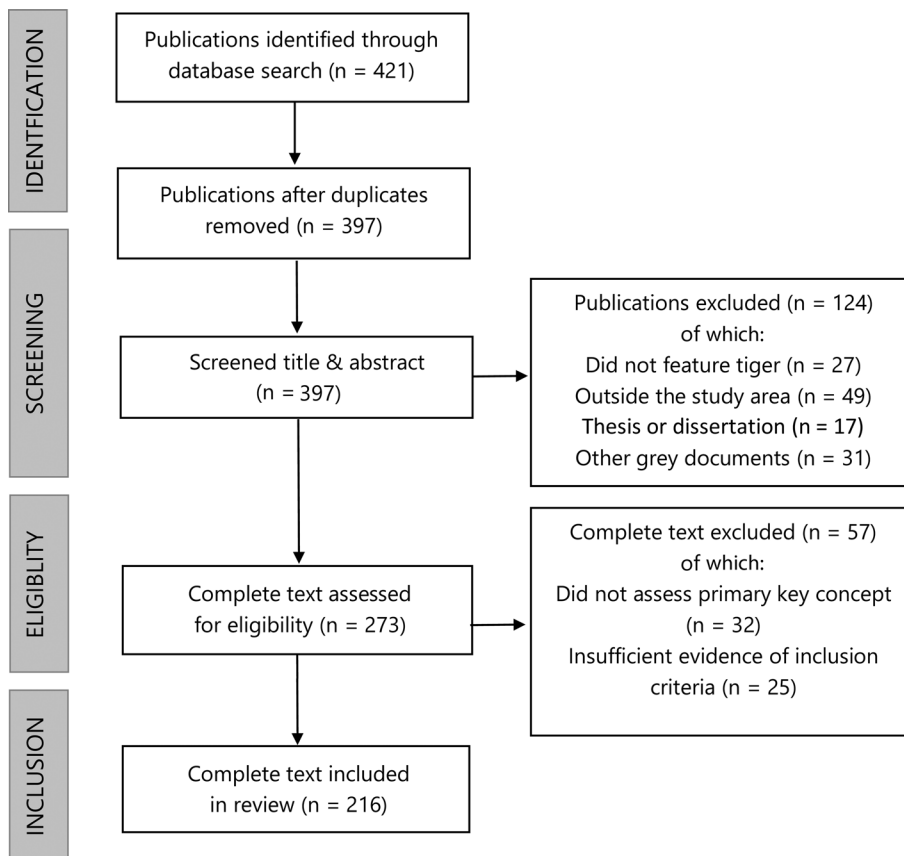 IDENTFICATION
Publications identified through
database search (n = 421)
Publications after duplicates
removed (n = 397)
SCREENING
Screened title & abstract
(n = 397)
Publications excluded (n = 124)
of which:
Did not feature tiger (n = 27)
Outside the study area (n = 49)
Thesis or dissertation (n = 17)
Other grey documents (n = 31)
ELIGIBLITY
Complete text assessed
for eligibility (n = 273)
Complete text excluded (n = 57)
of which:
Did not assess primary key concept
(n = 32)
Insufficient evidence of inclusion
criteria (n = 25)
INCLUSION
Complete text included
in review (n = 216)